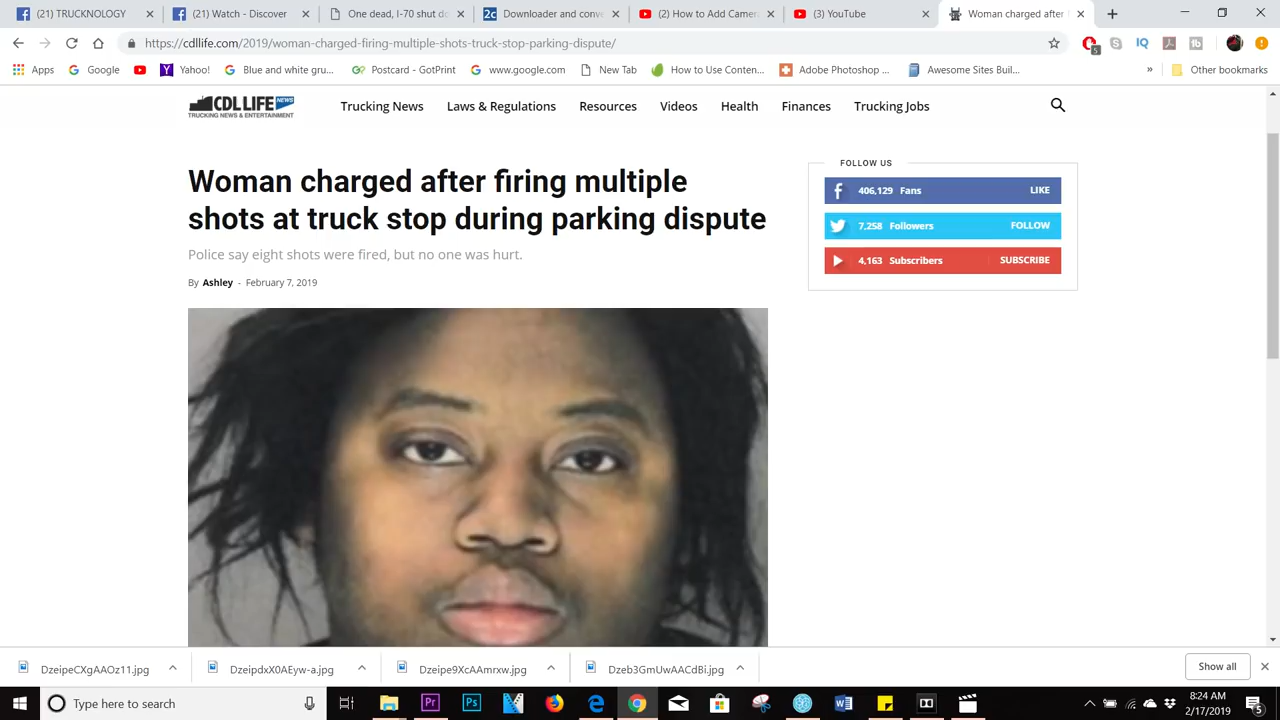 (21) TRUCKNOLOGY
(21) Discover - F
Dead, I-70 shut do
Downloader and conve
(2) How to Add Camera
(3) YouTube
Woman charged after f
https://cdllife.com/2019/woman-charged-firing-multiple-shots-truck-stop-parking-dispute/
5
Apps
Google
Yahoo!
Blue and white gru...
Postcard - GotPrint
www.google.com
New Tab
How to Use Conten...
Adobe Photoshop ...
Awesome Sites Buil...
»
Other bookmarks
CDL LIFE NEWS
TRUCKING NEWS & ENTERTAINMENT
Trucking News
Laws & Regulations
Resources
Videos
Health
Finances
Trucking Jobs
Woman charged after firing multiple
shots at truck stop during parking dispute
Police say eight shots were fired, but no one was hurt.
By Ashley - February 7, 2019
FOLLOW US
406,129 Fans LIKE
7,258 Followers FOLLOW
4,163 Subscribers SUBSCRIBE
DzeipeCXgAAOz11.jpg
DzeipdxX0AEyw-a.jpg
Dzeipe9XcAAmrxw.jpg
Dzeb3GmUwAACdBi.jpg
Show all
Type here to search
8:24 AM
2/17/2019
5